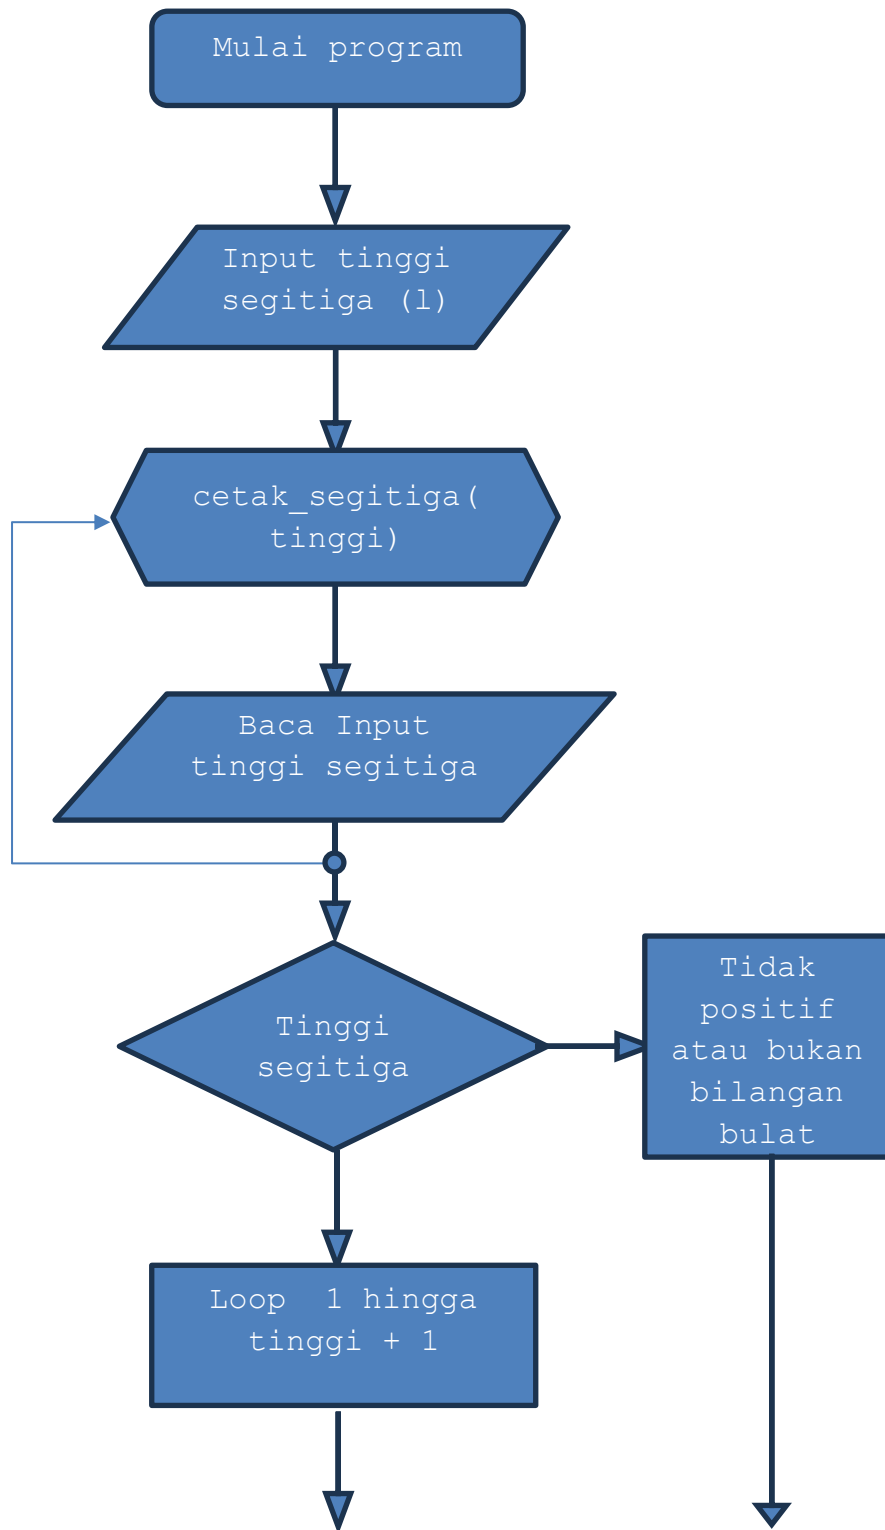 Mulai program
Input tinggi
segitiga (l)
cetak_segitiga(
tinggi)
Baca Input
tinggi segitiga
Tinggi
segitiga
Tidak
positif
atau bukan
bilangan
bulat
Loop  1 hingga
tinggi + 1